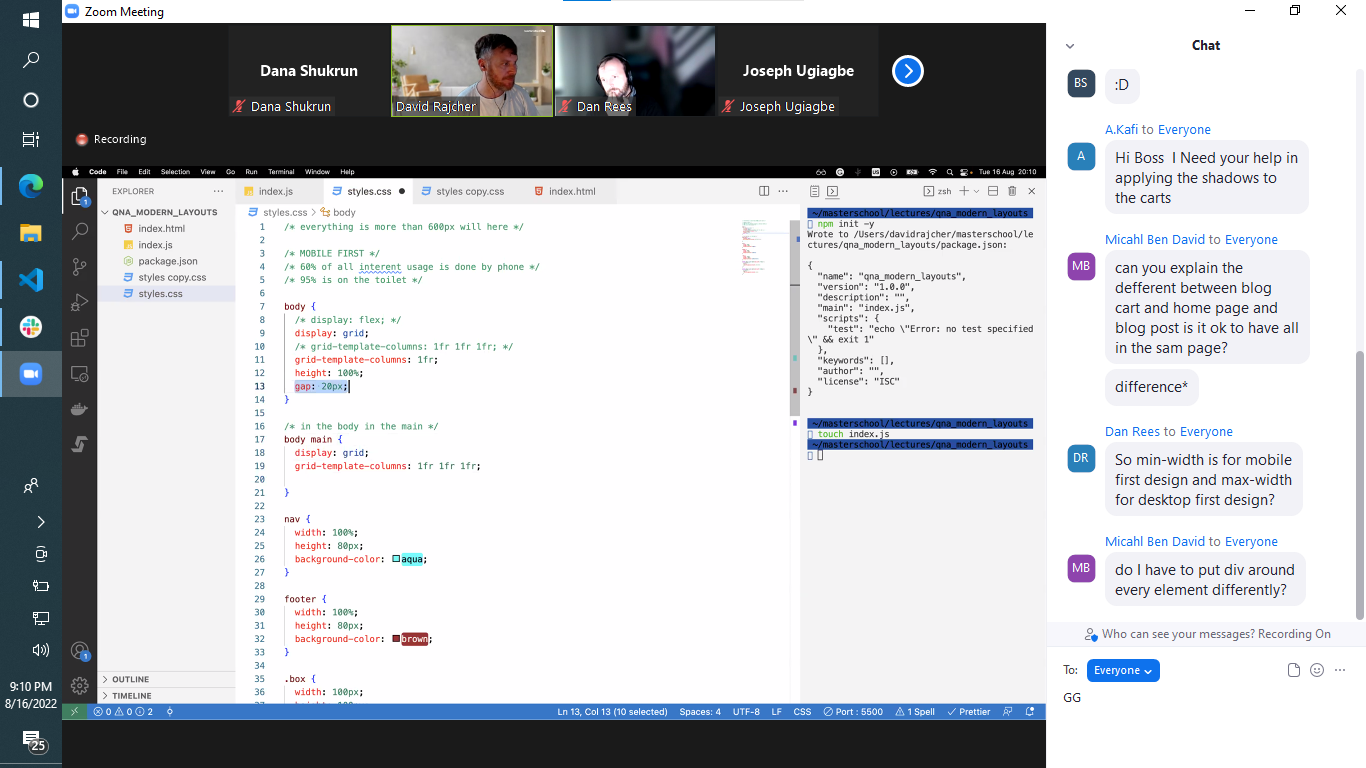 Zoom Meeting
Dana Shukrun
Dana Shukrun
David Rajcher
Dan Rees
Joseph Ugiagbe
Joseph Ugiagbe
Recording
Code File Edit Selection View Go Run Terminal Window Help
US
Tue 16 Aug 20:10
EXPLORER
QNA_MODERN_LAYOUTS
index.html
index.js
package.json
styles copy.css
styles.css
OUTLINE
TIMELINE
index.js
styles.css
styles copy.css
index.html
styles.css > body
1 /* everything is more than 600px will here */
2
3 /* MOBILE FIRST */
4 /* 60% of all interent usage is done by phone */
5 /* 95% is on the toilet */
6
7 body {
8 /* display: flex; */
9 display: grid;
10 /* grid-template-columns: 1fr 1fr 1fr; */
11 grid-template-columns: 1fr;
12 height: 100%;
13 gap: 20px;
14 }
15
16 /* in the body in the main */
17 body main {
18 display: grid;
19 grid-template-columns: 1fr 1fr 1fr;
20
21 }
22
23 nav {
24 width: 100%;
25 height: 80px;
26 background-color: aqua;
27 }
28
29 footer {
30 width: 100%;
31 height: 80px;
32 background-color: brown;
33 }
34
35 .box {
36 width: 100px;
zsh
~/masterschool/lectures/qna_modern_layouts
npm init -y
Wrote to /Users/davidrajcher/masterschool/le
ctures/qna_modern_layouts/package.json:
{
"name": "qna_modern_layouts",
"version": "1.0.0",
"description": "",
"main": "index.js",
"scripts": {
"test": "echo \"Error: no test specified
\" && exit 1"
},
"keywords": [],
"author": "",
"license": "ISC"
}
~/masterschool/lectures/qna_modern_layouts
touch index.js
~/masterschool/lectures/qna_modern_layouts
0 0 2
Ln 13, Col 13 (10 selected) Spaces: 4 UTF-8 LF CSS Port : 5500 1 Spell Prettier
1
1
Chat
BS
:D
A.Kafi to Everyone
A
Hi Boss I Need your help in
applying the shadows to
the carts
Micahl Ben David to Everyone
MB
can you explain the
defferent between blog
cart and home page and
blog post is it ok to have all
in the sam page?
difference*
Dan Rees to Everyone
DR
So min-width is for mobile
first design and max-width
for desktop first design?
Micahl Ben David to Everyone
MB
do I have to put div around
every element differently?
Who can see your messages? Recording On
To: Everyone
GG
9:10 PM
8/16/2022
25